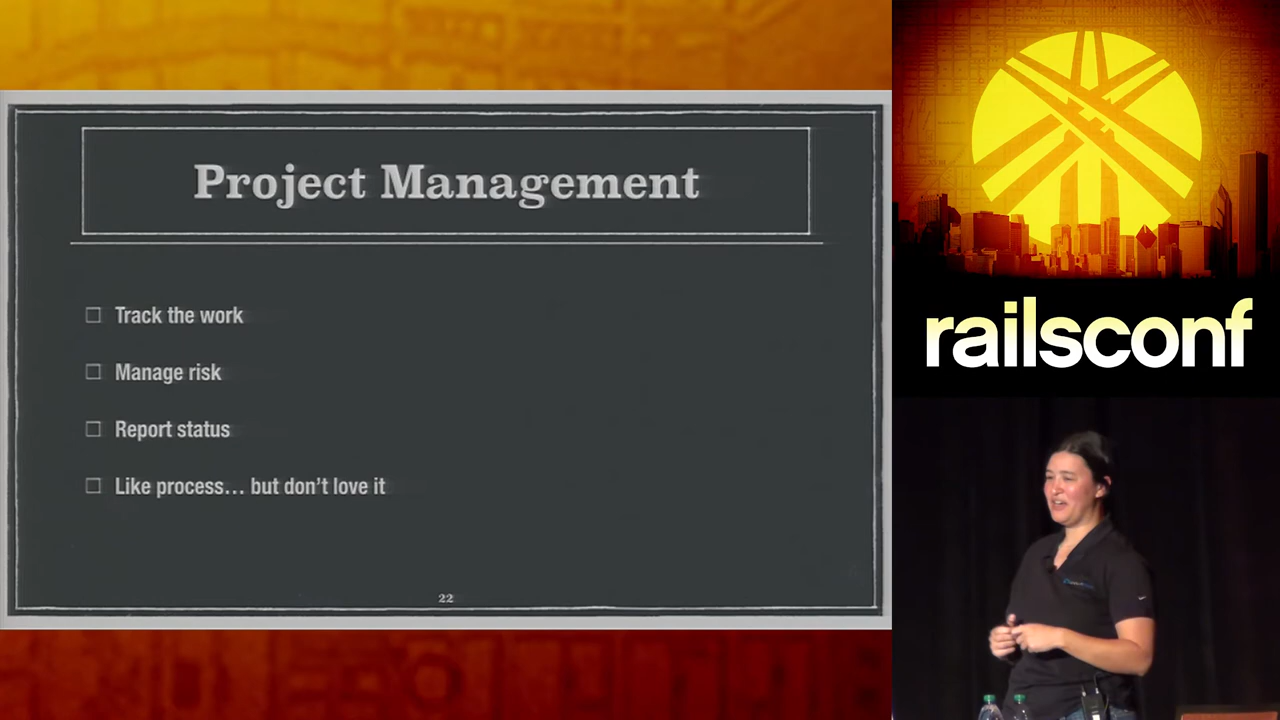 Project Management
Track the work
Manage risk
Report status
Like process… but don’t love it
22
railsconf